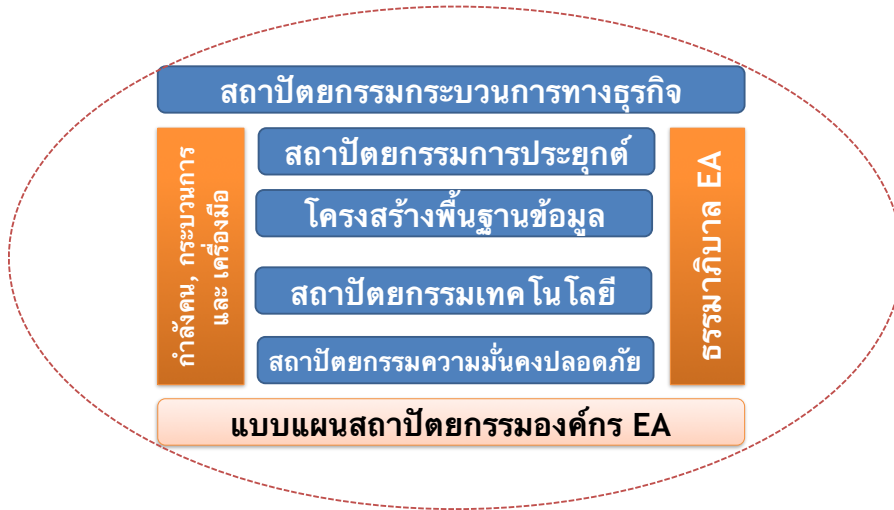 สถาปัตยกรรมกระบวนการทางธุรกิจ
กำลังคน, กระบวนการ
และ เครื่องมือ
สถาปัตยกรรมการประยุกต์
โครงสร้างพื้นฐานข้อมูล
สถาปัตยกรรมเทคโนโลยี
สถาปัตยกรรมความมั่นคงปลอดภัย
ธรรมาภิบาล EA
แบบแผนสถาปัตยกรรมองค์กร EA